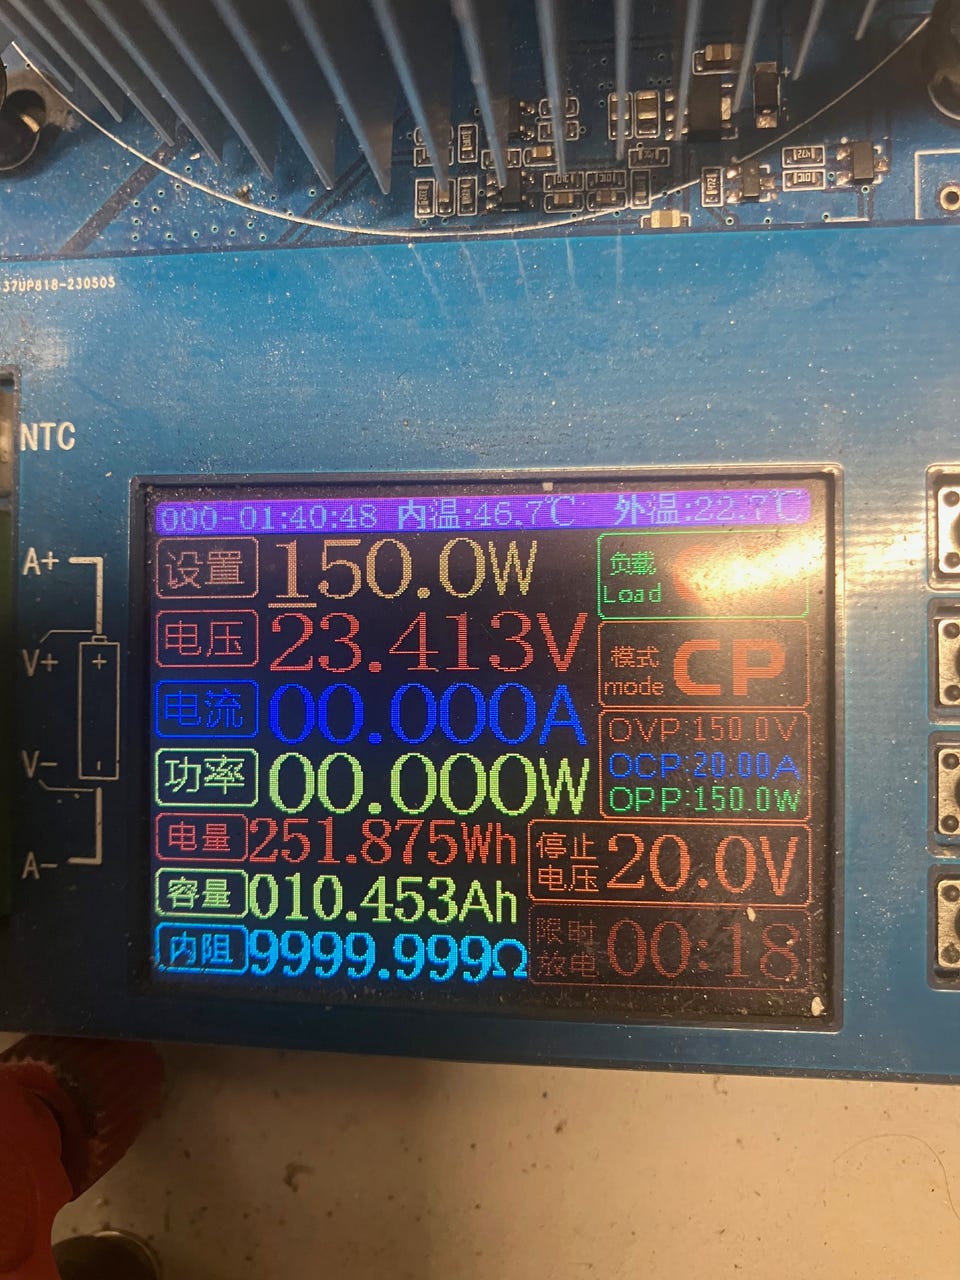 37UP818-230505
NTC
A+
V+
+
V-
-
A-
000-01:40:48 内温:46.7℃ 外温:22.7℃
设置 150.0W
负载
Load
电压 23.413V
模式
mode CP
电流 00.000A
OVP:150.0V
OCP:20.00A
OPP:150.0W
功率 00.000W
电量 251.875Wh
停止
电压 20.0V
容量 010.453Ah
内阻 9999.999Ω
限时
放电 00:18